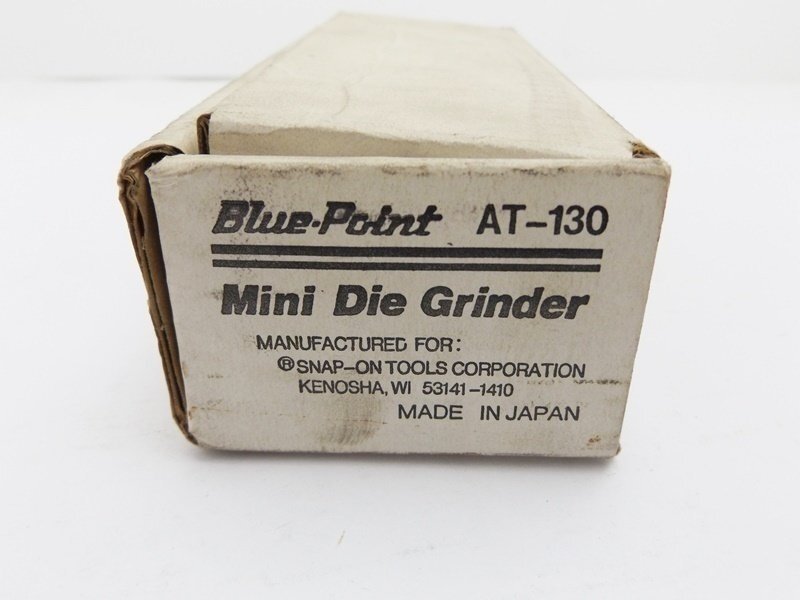 Blue-Point AT-130
Mini Die Grinder
MANUFACTURED FOR:
®SNAP-ON TOOLS CORPORATION
KENOSHA, WI 53141-1410
MADE IN JAPAN